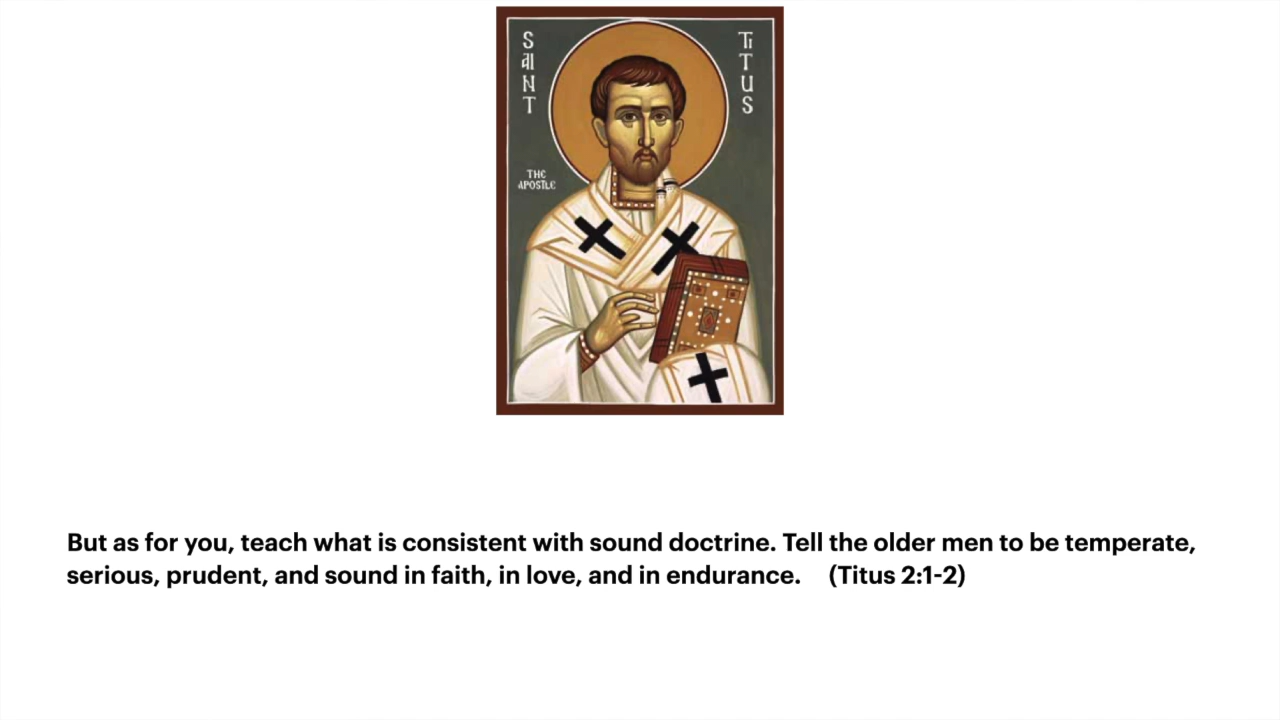 SAINT
TiTUS
THE
APOSTLE
But as for you, teach what is consistent with sound doctrine. Tell the older men to be temperate,
serious, prudent, and sound in faith, in love, and in endurance. (Titus 2:1-2)